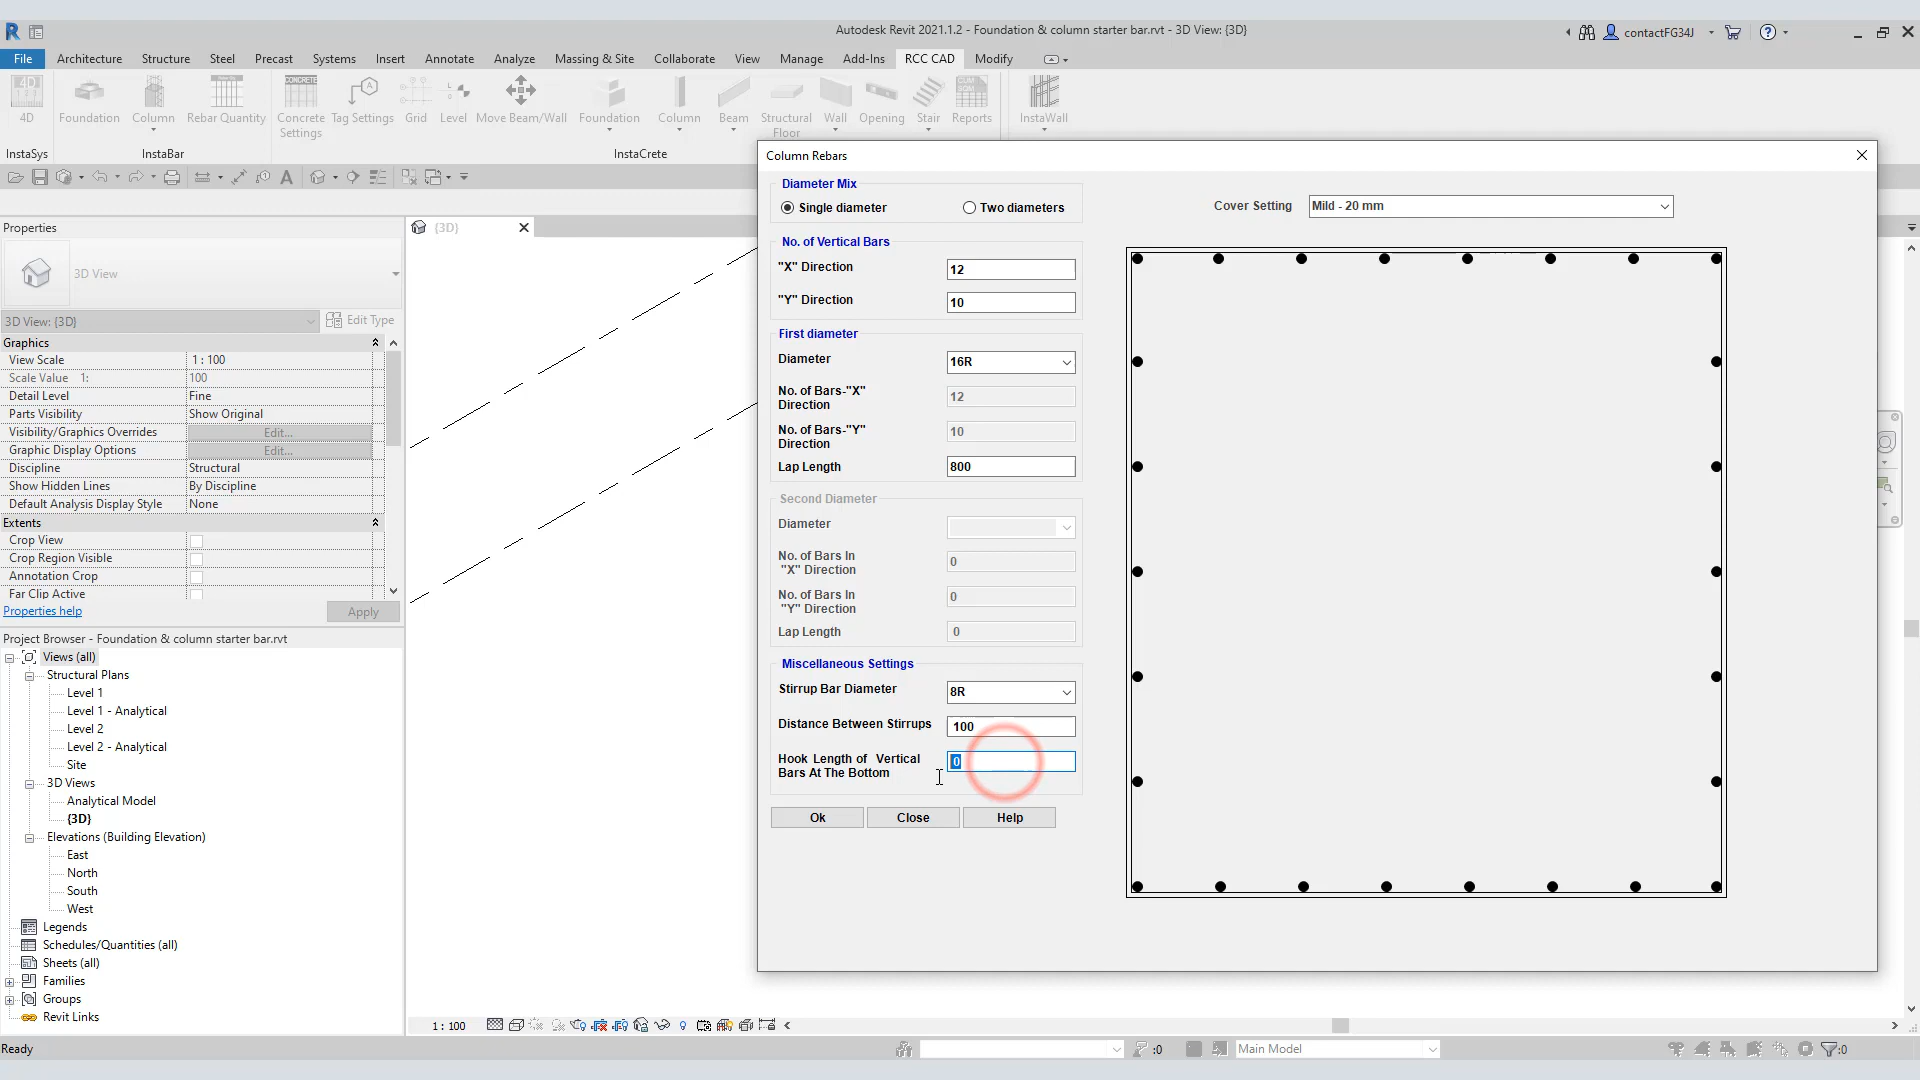 Autodesk Revit 2021.1.2 - Foundation & column starter bar.rvt - 3D View: {3D}
contactFG34J
File Architecture Structure Steel Precast Systems Insert Annotate Analyze Massing & Site Collaborate View Manage Add-Ins RCC CAD Modify
4D Foundation Column Rebar Quantity Concrete Settings Tag Settings Grid Level Move Beam/Wall Foundation Column Beam Structural Floor Wall Opening Stair Reports InstaWall
InstaSys InstaBar InstaCrete
Properties
{3D}
3D View
3D View: {3D}
Edit Type
Graphics
View Scale 1 : 100
Scale Value 1: 100
Detail Level Fine
Parts Visibility Show Original
Visibility/Graphics Overrides Edit...
Graphic Display Options Edit...
Discipline Structural
Show Hidden Lines By Discipline
Default Analysis Display Style None
Extents
Crop View
Crop Region Visible
Annotation Crop
Far Clip Active
Properties help
Apply
Project Browser - Foundation & column starter bar.rvt
Views (all)
Structural Plans
Level 1
Level 1 - Analytical
Level 2
Level 2 - Analytical
Site
3D Views
Analytical Model
{3D}
Elevations (Building Elevation)
East
North
South
West
Legends
Schedules/Quantities (all)
Sheets (all)
Families
Groups
Revit Links
Column Rebars
Diameter Mix
Single diameter
Two diameters
Cover Setting
Mild - 20 mm
No. of Vertical Bars
"X" Direction 12
"Y" Direction 10
First diameter
Diameter 16R
No. of Bars-"X"
Direction
12
No. of Bars-"Y"
Direction
10
Lap Length 800
Second Diameter
Diameter
No. of Bars In
"X" Direction
0
No. of Bars In
"Y" Direction
0
Lap Length 0
Miscellaneous Settings
Stirrup Bar Diameter 8R
Distance Between Stirrups 100
Hook Length of Vertical
Bars At The Bottom
0
Ok Close Help
1 : 100
Ready
:0
Main Model
:0